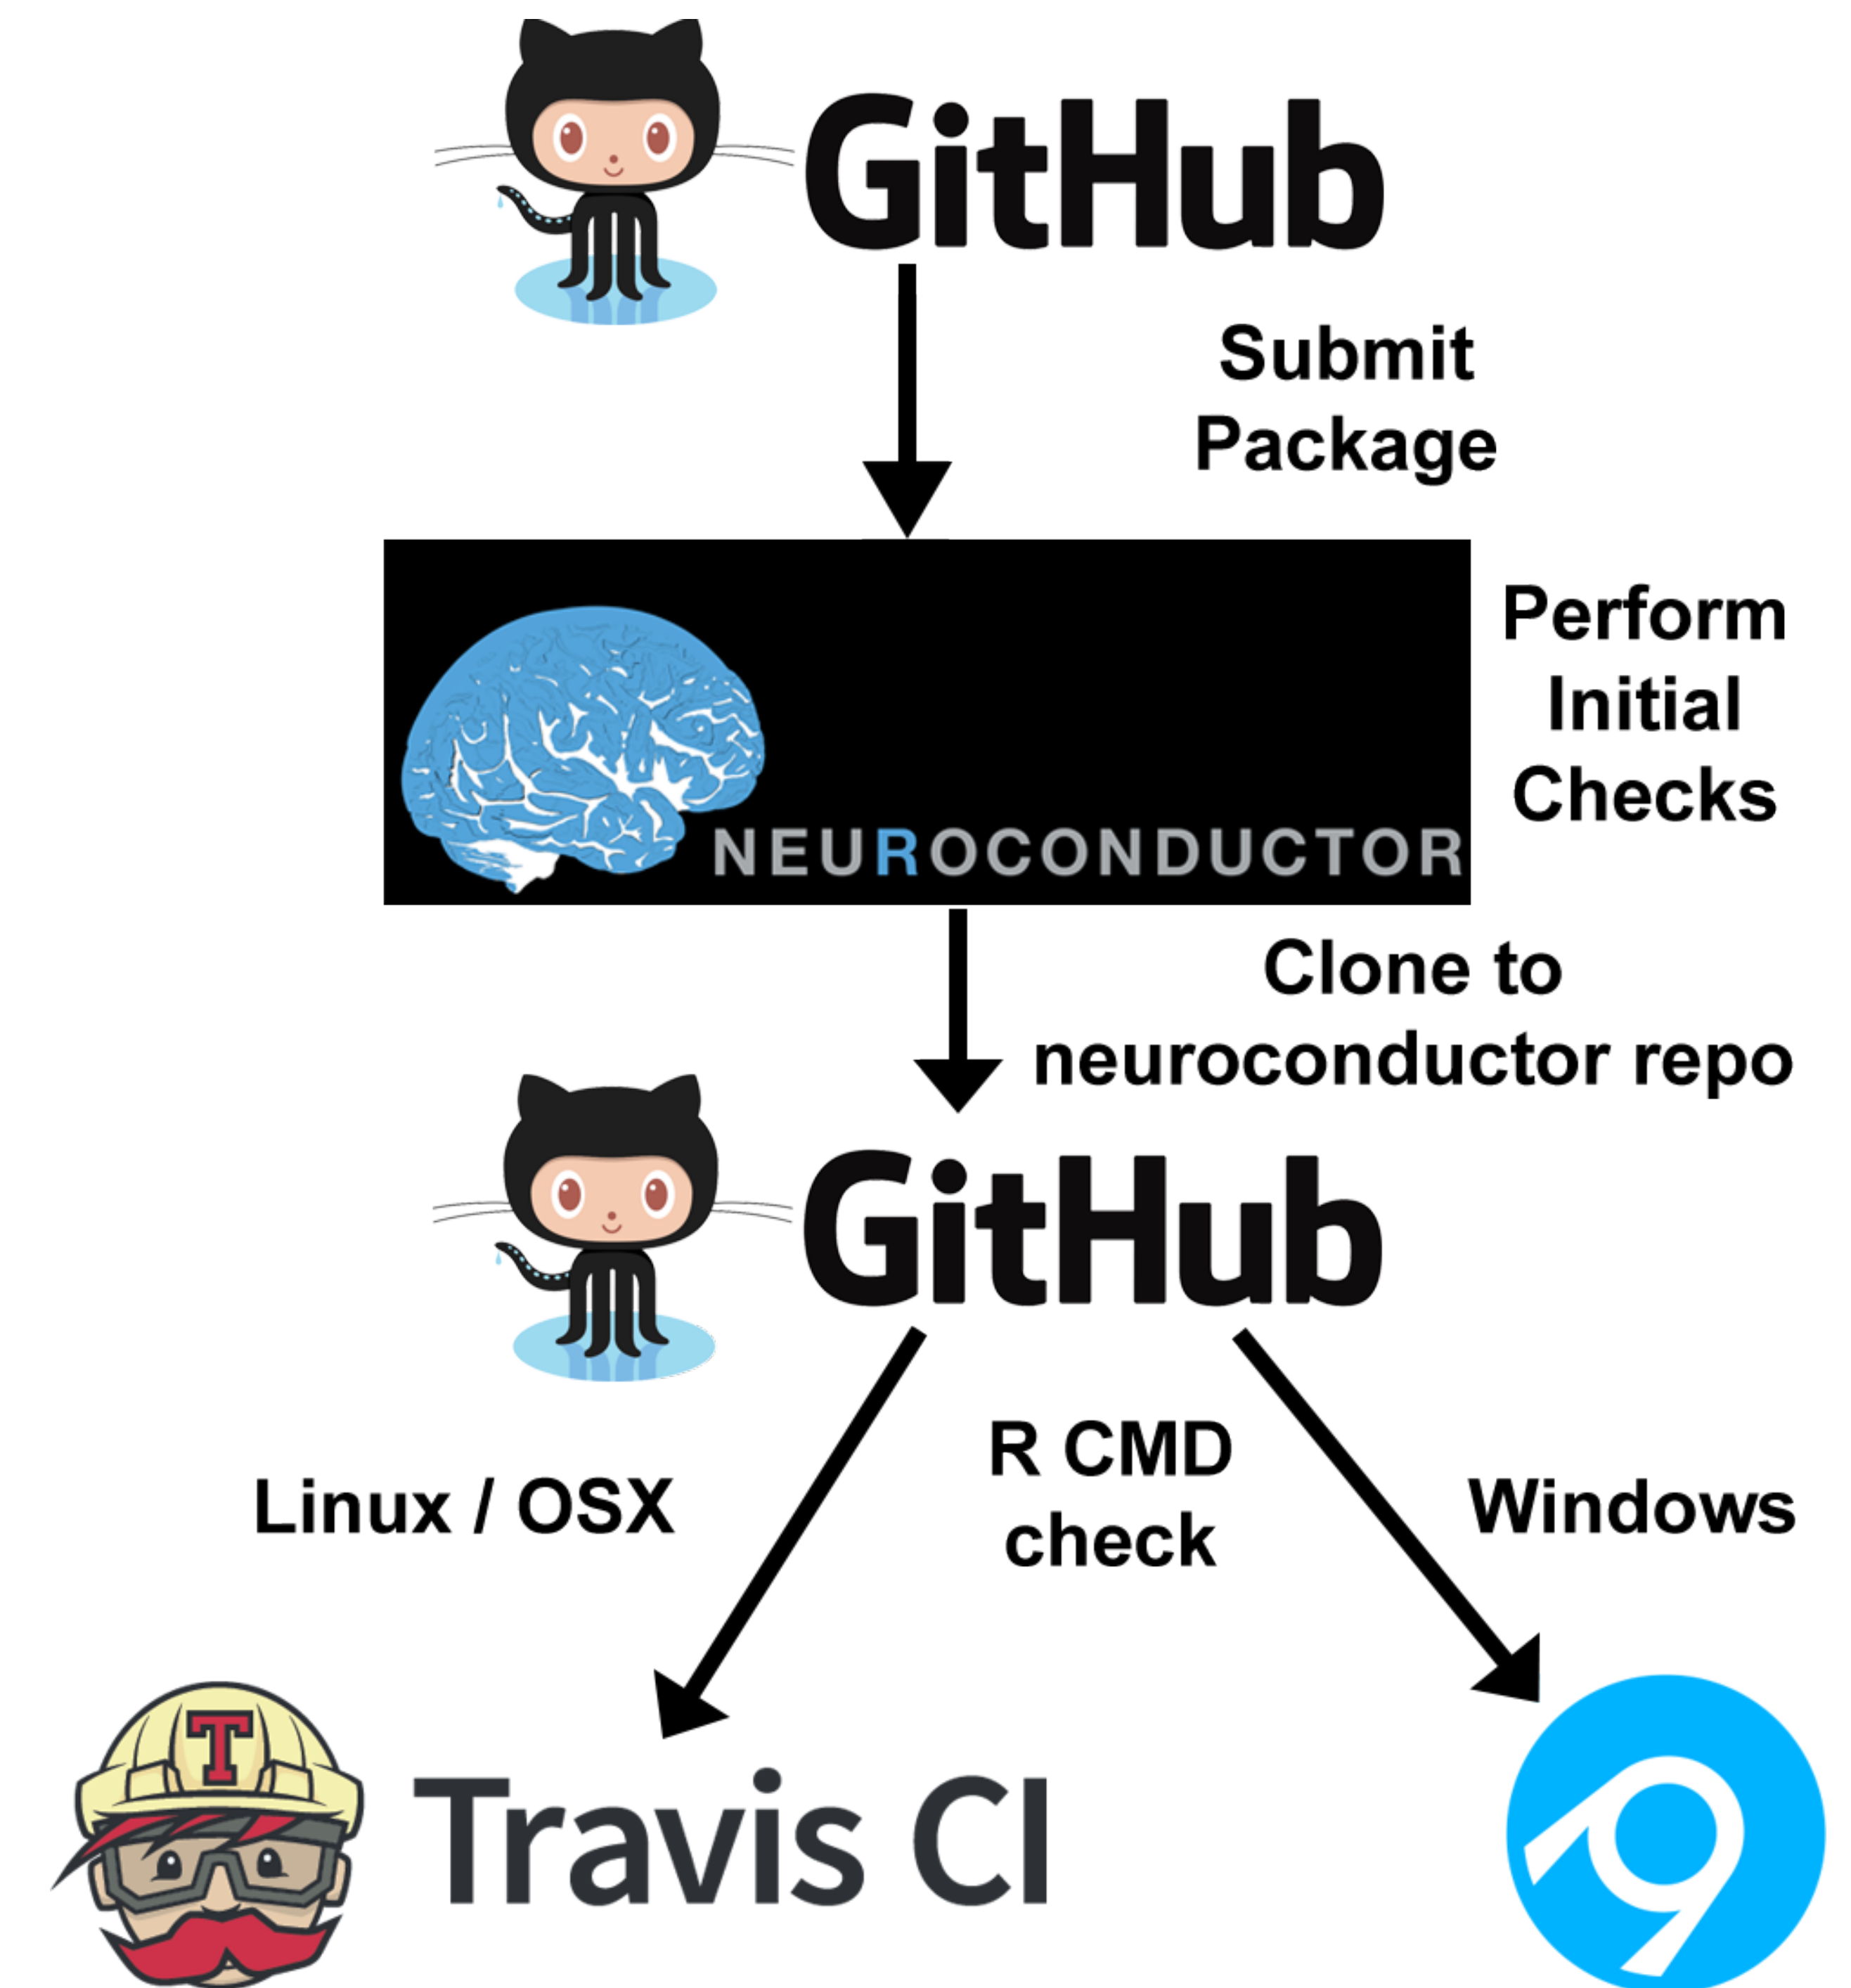 GitHub
Submit
Package
Perform
Initial
Checks
NEUROCONDUCTOR
Clone to
neuroconductor repo
GitHub
Linux / OSX
R CMD
check
Windows
T
Travis CI